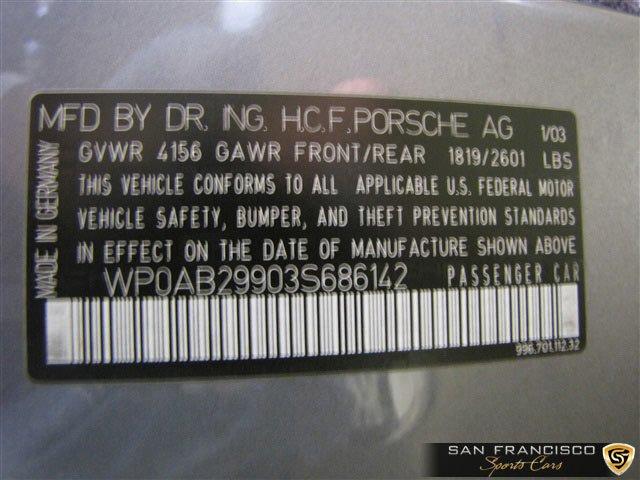 MFD BY DR. ING. H.C.F. PORSCHE AG 1/03
GVWR 4156 GAWR FRONT/REAR 1819/2601 LBS
THIS VEHICLE CONFORMS TO ALL APPLICABLE U.S. FEDERAL MOTOR
VEHICLE SAFETY, BUMPER, AND THEFT PREVENTION STANDARDS
IN EFFECT ON THE DATE OF MANUFACTURE SHOWN ABOVE
WP0AB29903S686142 PASSENGER CAR
996.701.112.32
MADE IN GERMANY
SAN FRANCISCO
Sports Cars
S